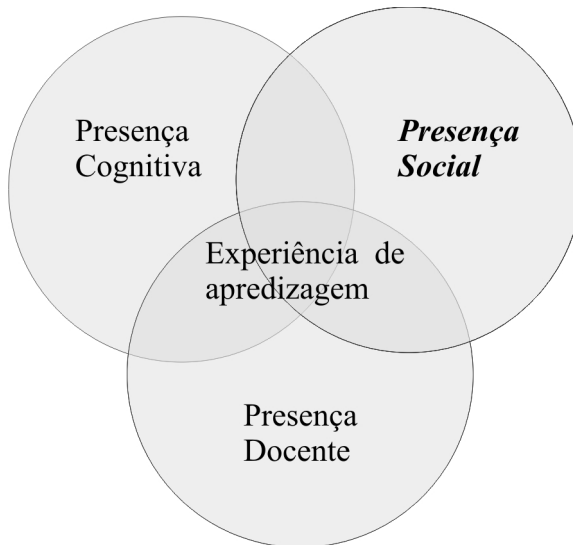 Presença
Cognitiva
Presença
Social
Experiência de
apredizagem
Presença
Docente